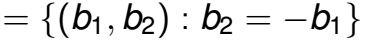 = {(b₁, b₂) : b₂ = −b₁}